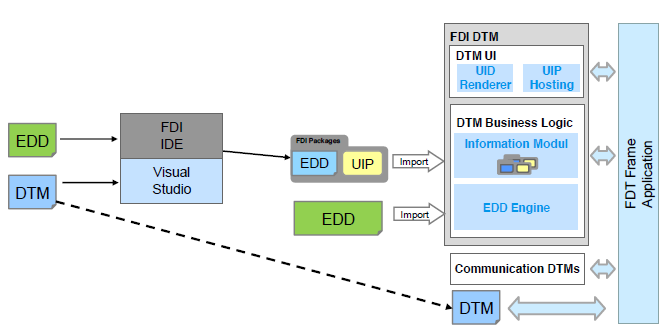 EDD
DTM
FDI
IDE
Visual
Studio
FDI Packages
EDD
UIP
EDD
Import
Import
FDI DTM
DTM UI
UID
Renderer
UIP
Hosting
DTM Business Logic
Information Modul
EDD Engine
Communication DTMs
DTM
FDT Frame
Application